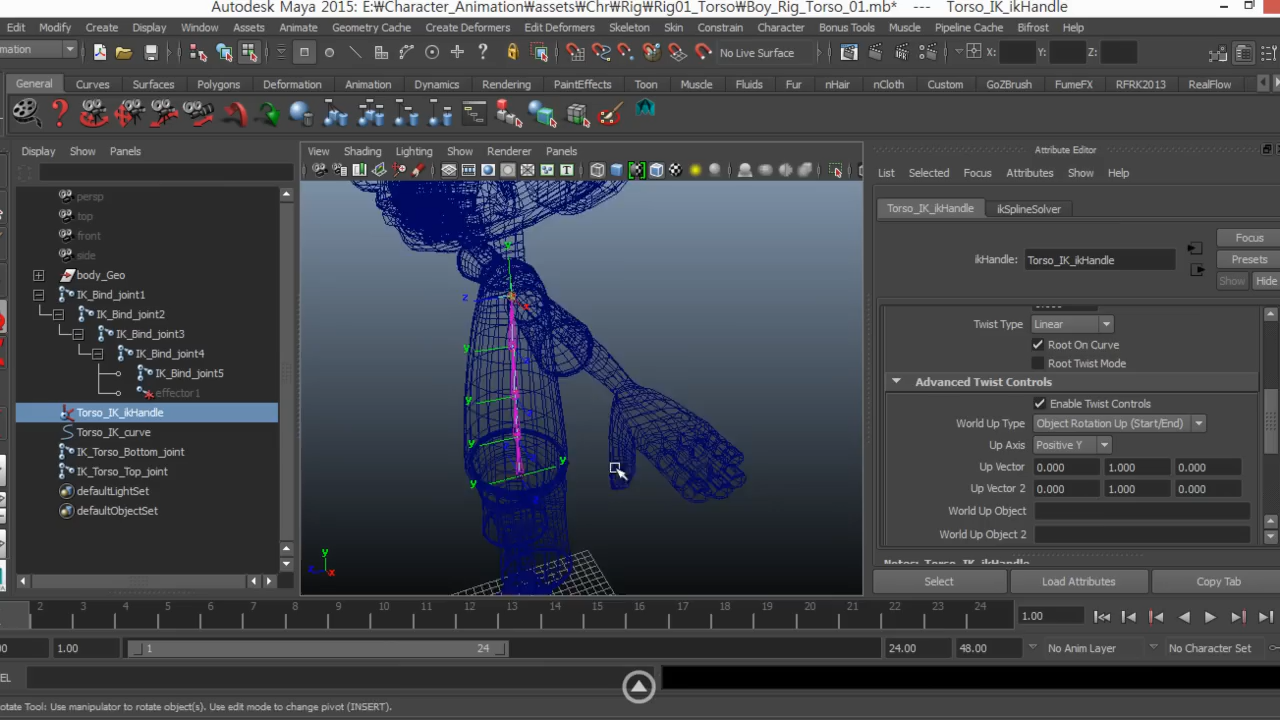 Autodesk Maya 2015: E:₩Character_Animation₩assets₩Chr₩Rig₩Rig01_Torso₩Boy_Rig_Torso_01.mb* --- Torso_IK_ikHandle
Edit Modify Create Display Window Assets Animate Geometry Cache Create Deformers Edit Deformers Skeleton Skin Constrain Character Auto Bones Muscle Pipeline Cache Bifrost Help
mation No Live Surface X: Y: Z:
General Curves Surfaces Polygons Deformation Animation Dynamics Rendering PaintEffects Toon Muscle Fluids Fur nHair nCloth Custom GoZBrush FumeFX RFRK2013 RealFlow
Display Show Panels
View Shading Lighting Show Renderer Panels
Attribute Editor
List Selected Focus Attributes Show Help
persp
top
front
side
body_Geo
IK_Bind_joint1
IK_Bind_joint2
IK_Bind_joint3
IK_Bind_joint4
IK_Bind_joint5
effector1
Torso_IK_ikHandle
Torso_IK_curve
IK_Torso_Bottom_joint
IK_Torso_Top_joint
defaultLightSet
defaultObjectSet
y
z
x
y
y
y
y
y
y
z x
Torso_IK_ikHandle ikSplineSolver
ikHandle: Torso_IK_ikHandle
Focus
Presets
Show Hide
Twist Type Linear
Root On Curve
Root Twist Mode
Advanced Twist Controls
Enable Twist Controls
World Up Type Object Rotation Up (Start/End)
Up Axis Positive Y
Up Vector 0.000 1.000 0.000
Up Vector 2 0.000 1.000 0.000
World Up Object
World Up Object 2
Notes: Torso_IK_ikHandle
Select Load Attributes Copy Tab
2 3 4 5 6 7 8 9 10 11 12 13 14 15 16 17 18 19 20 21 22 23 24 1.00
00 1.00 1 24 24.00 48.00 No Anim Layer No Character Set
EL
otate Tool: Use manipulator to rotate object(s). Use edit mode to change pivot (INSERT).